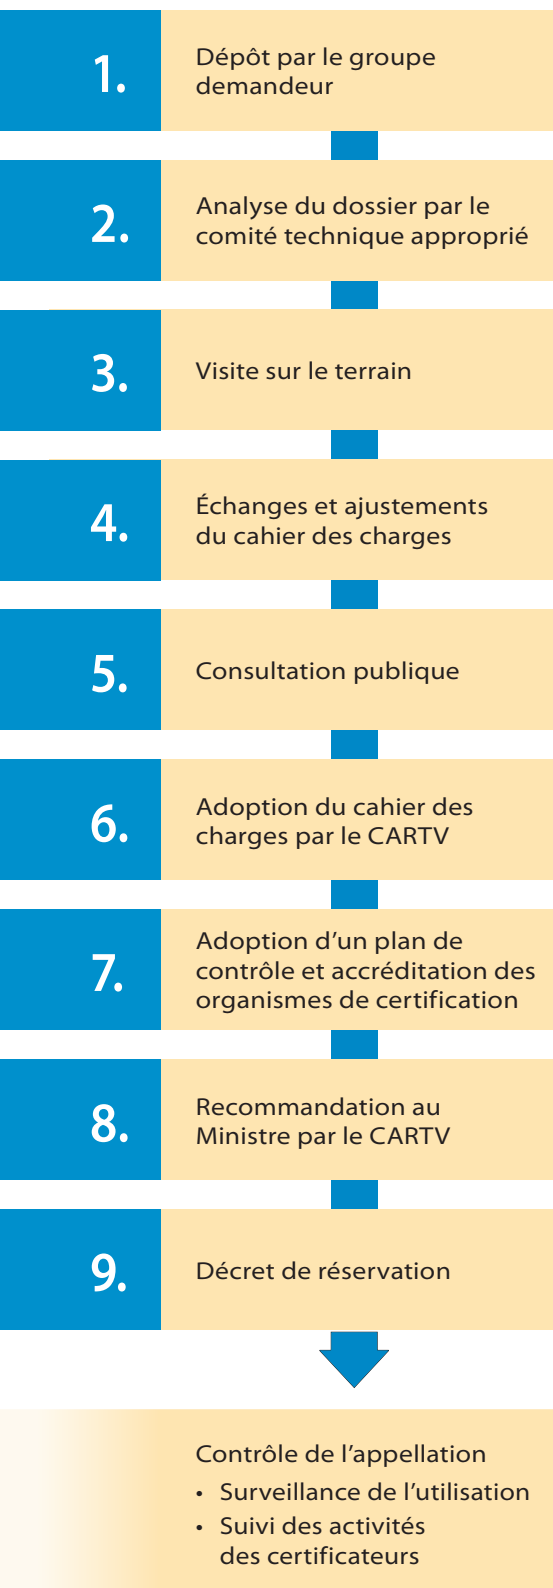 1.
Dépôt par le groupe
demandeur
2.
Analyse du dossier par le
comité technique approprié
3.
Visite sur le terrain
4.
Échanges et ajustements
du cahier des charges
5.
Consultation publique
6.
Adoption du cahier des
charges par le CARTV
7.
Adoption d’un plan de
contrôle et accréditation des
organismes de certification
8.
Recommandation au
Ministre par le CARTV
9.
Décret de réservation
Contrôle de l’appellation
• Surveillance de l’utilisation
• Suivi des activités
des certificateurs